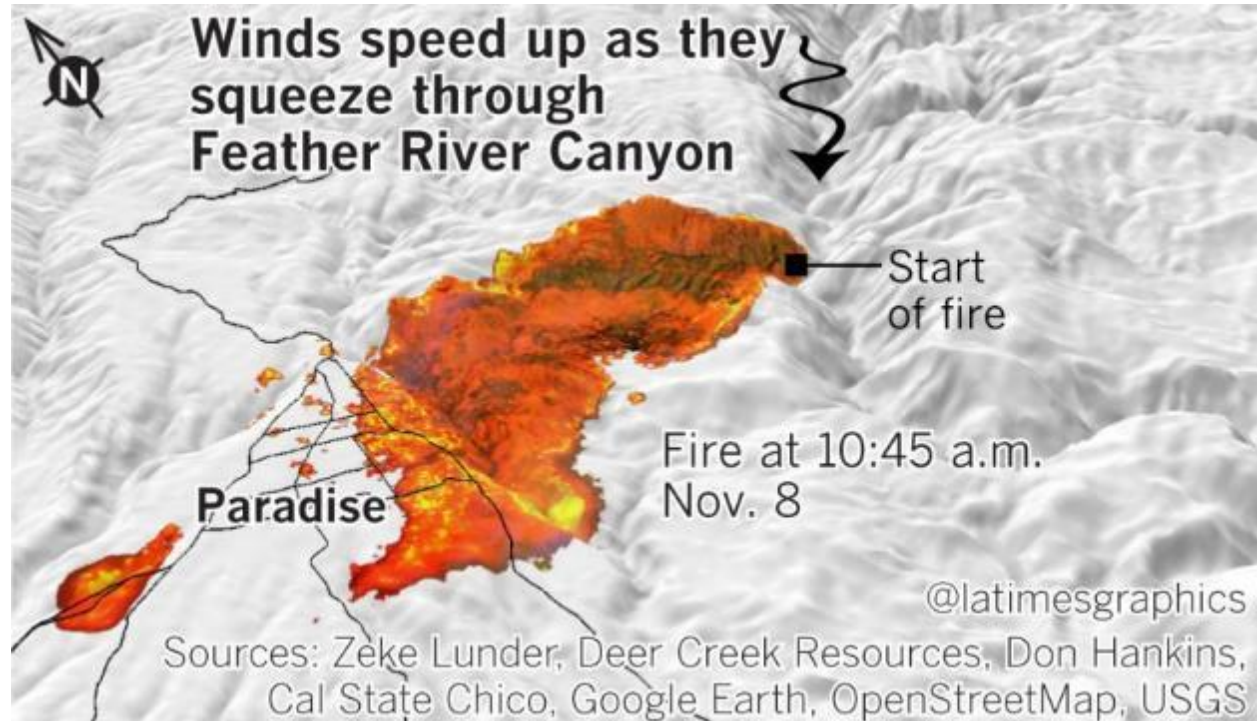 N
Winds speed up as they
squeeze through
Feather River Canyon
Start
of fire
Fire at 10:45 a.m.
Nov. 8
Paradise
@latimesgraphics
Sources: Zeke Lunder, Deer Creek Resources, Don Hankins,
Cal State Chico, Google Earth, OpenStreetMap, USGS